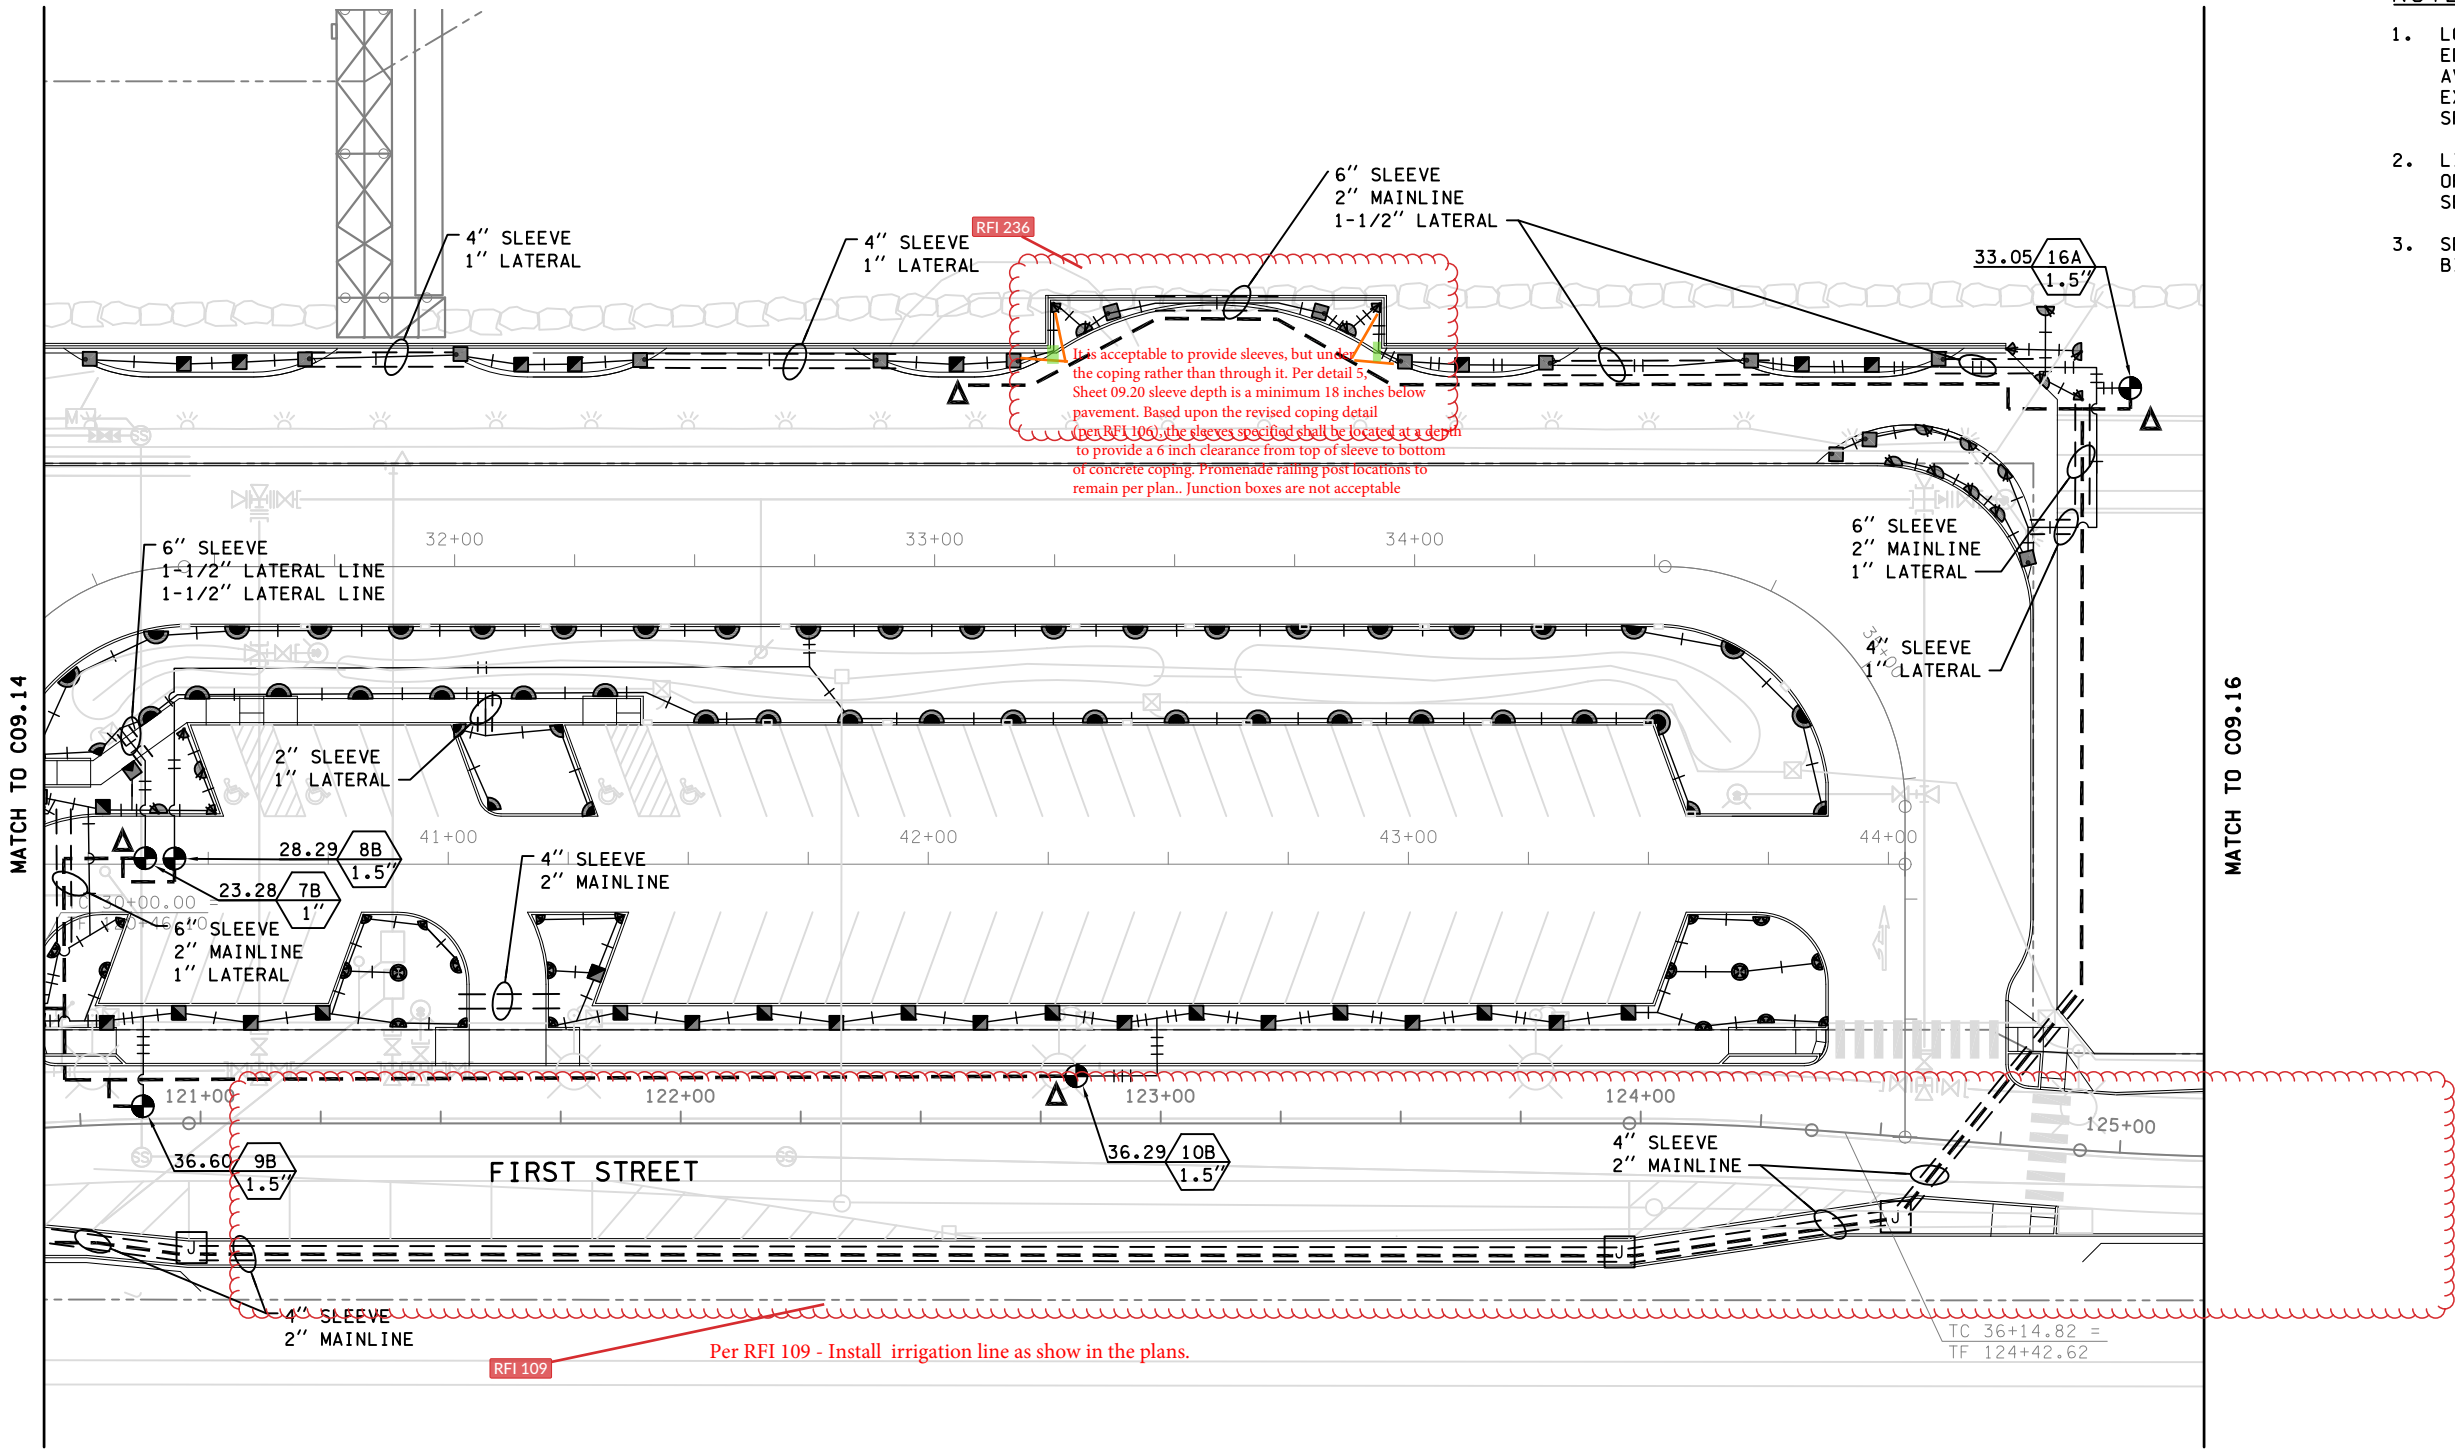 1.
2.
3.
6" SLEEVE
2" MAINLINE
1-1/2" LATERAL
RFI 236
4" SLEEVE
1" LATERAL
4" SLEEVE
1" LATERAL
33.05
16A
1.5"
It is acceptable to provide sleeves, but under
the coping rather than through it. Per detail 5,
Sheet 09.20 sleeve depth is a minimum 18 inches below
pavement. Based upon the revised coping detail
(per RFI 106), the sleeves specified shall be located at a depth
to provide a 6 inch clearance from top of sleeve to bottom
of concrete coping. Promenade railing post locations to
remain per plan.. Junction boxes are not acceptable
M
SS
32+00
33+00
34+00
6" SLEEVE
1-1/2" LATERAL LINE
1-1/2" LATERAL LINE
6" SLEEVE
2" MAINLINE
1" LATERAL
4" SLEEVE
1" LATERAL
MATCH TO C09.14
MATCH TO C09.16
2" SLEEVE
1" LATERAL
41+00
42+00
43+00
44+00
28.29
8B
1.5"
23.28
7B
1"
4" SLEEVE
2" MAINLINE
30+00.00 =
6" SLEEVE
2" MAINLINE
1" LATERAL
121+00
122+00
123+00
124+00
125+00
36.60
9B
1.5"
SS
SS
FIRST STREET
36.29
10B
1.5"
4" SLEEVE
2" MAINLINE
J
J
J
4" SLEEVE
2" MAINLINE
RFI 109
Per RFI 109 - Install irrigation line as show in the plans.
TC 36+14.82 =
TF 124+42.62